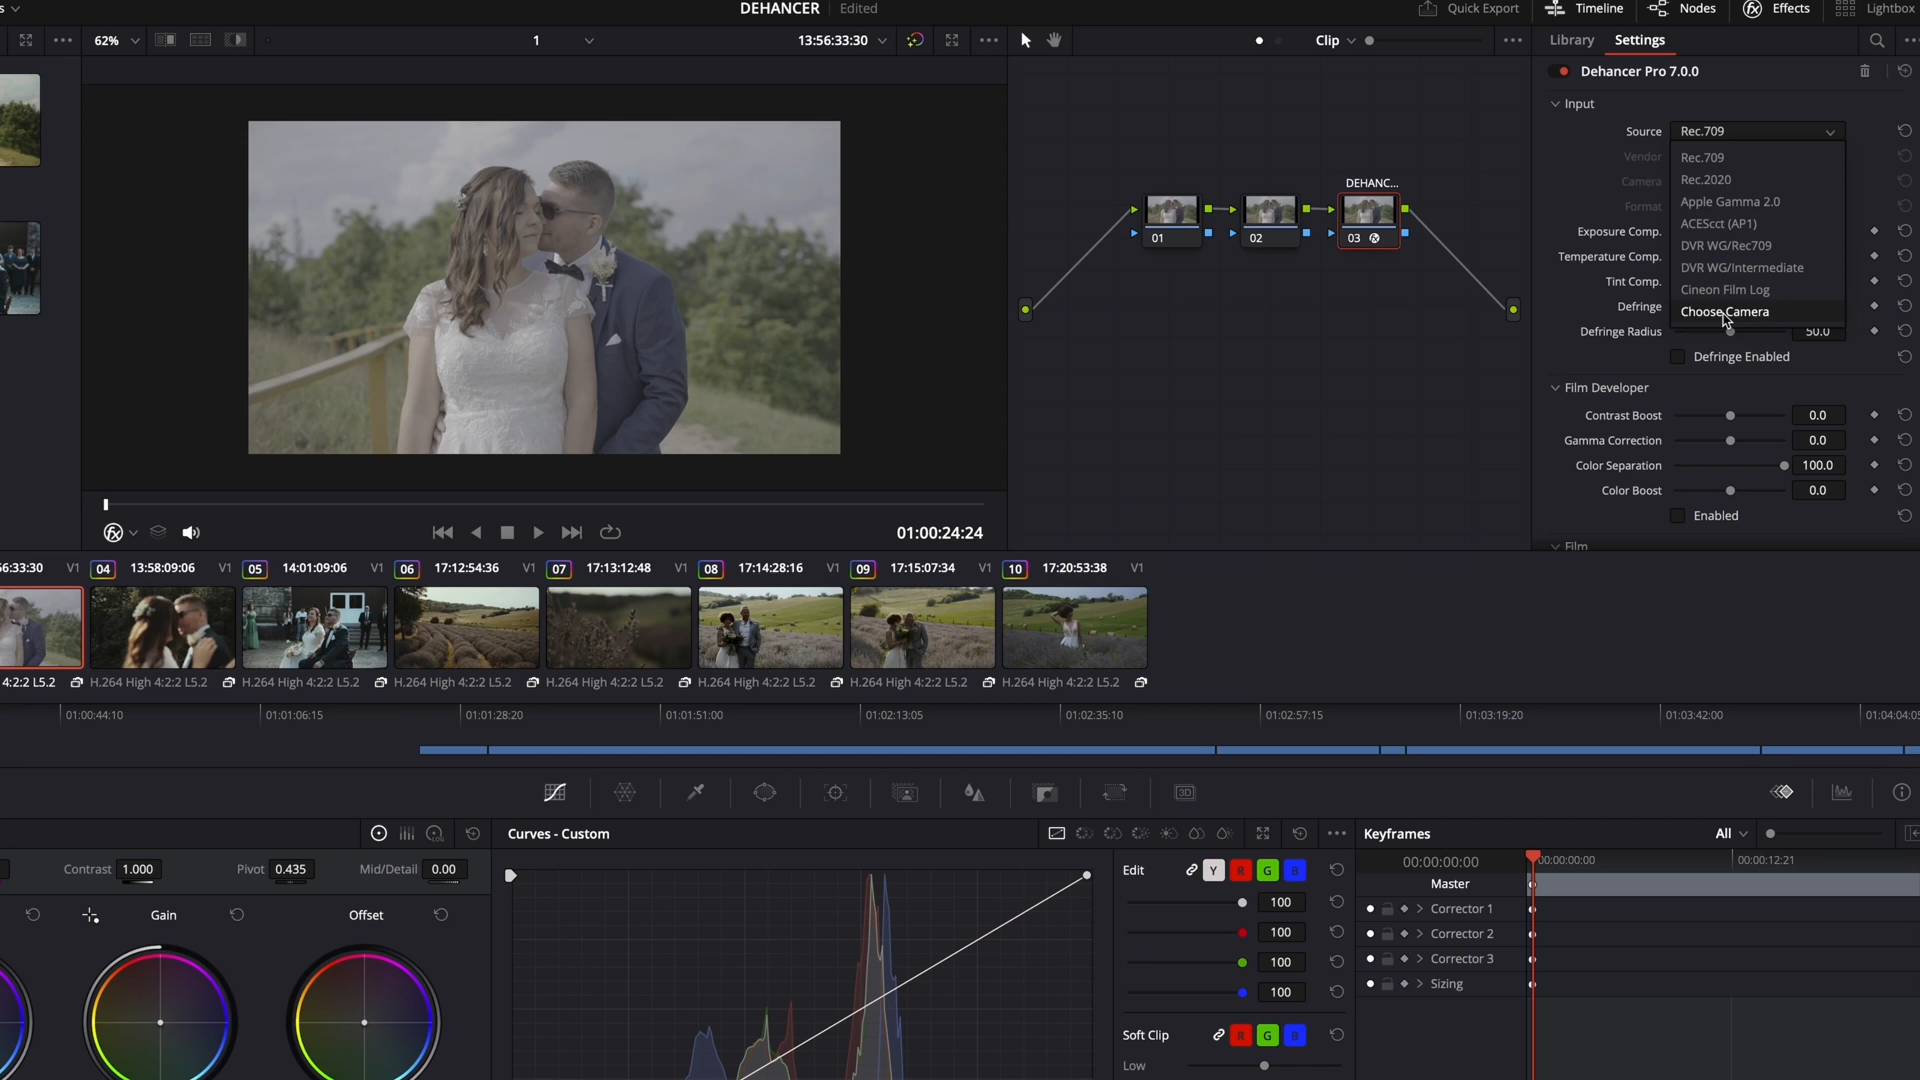 s
DEHANCER
Edited
Quick Export
Timeline
Nodes
Effects
Lightbox
62%
1
13:56:33:30
Clip
Library
Settings
Dehancer Pro 7.0.0
Input
Source
Rec.709
Vendor
Rec.709
Camera
Rec.2020
Format
Apple Gamma 2.0
ACEScct (AP1)
Exposure Comp.
DVR WG/Rec709
Temperature Comp.
DVR WG/Intermediate
Tint Comp.
Cineon Film Log
Defringe
Choose Camera
Defringe Radius
50.0
Defringe Enabled
Film Developer
Contrast Boost
0.0
Gamma Correction
0.0
Color Separation
100.0
Color Boost
0.0
Enabled
Film
DEHANC...
01
02
03
01:00:24:24
56:33:30 V1
04 13:58:09:06 V1
05 14:01:09:06 V1
06 17:12:54:36 V1
07 17:13:12:48 V1
08 17:14:28:16 V1
09 17:15:07:34 V1
10 17:20:53:38 V1
4:2:2 L5.2
H.264 High 4:2:2 L5.2
H.264 High 4:2:2 L5.2
H.264 High 4:2:2 L5.2
H.264 High 4:2:2 L5.2
H.264 High 4:2:2 L5.2
H.264 High 4:2:2 L5.2
H.264 High 4:2:2 L5.2
01:00:44:10
01:01:06:15
01:01:28:20
01:01:51:00
01:02:13:05
01:02:35:10
01:02:57:15
01:03:19:20
01:03:42:00
01:04:04:05
3D
Curves - Custom
Keyframes
All
Contrast 1.000
Pivot 0.435
Mid/Detail 0.00
Gain
Offset
Edit
Y R G B
100
100
100
100
Soft Clip
R G B
Low
00:00:00:00
00:00:00:00
00:00:12:21
Master
Corrector 1
Corrector 2
Corrector 3
Sizing